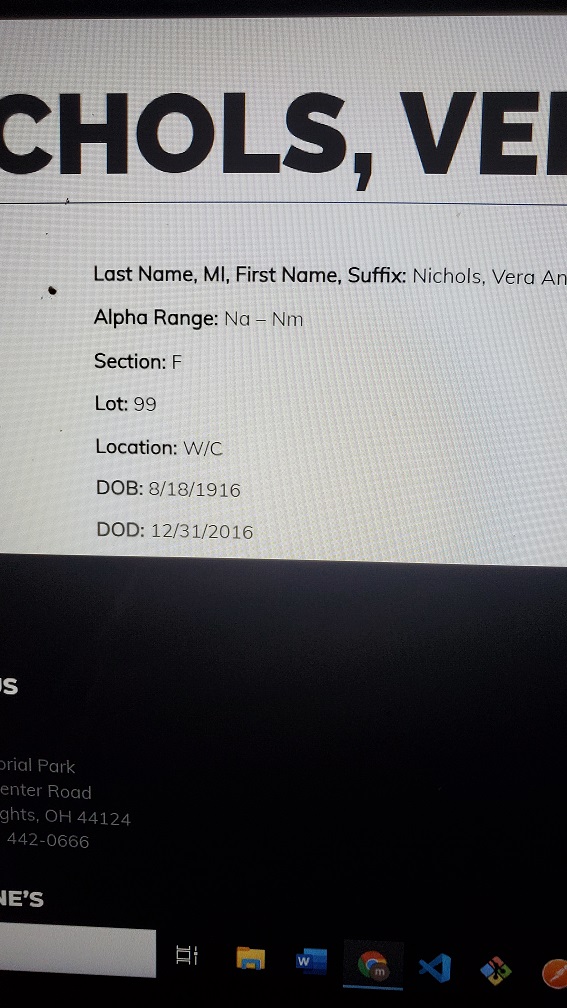 CHOLS, VE
Last Name, MI, First Name, Suffix: Nichols, Vera An
Alpha Range: Na – Nm
Section: F
Lot: 99
Location: W/C
DOB: 8/18/1916
DOD: 12/31/2016
US
orial Park
enter Road
ghts, OH 44124
442-0666
NE'S
W
m